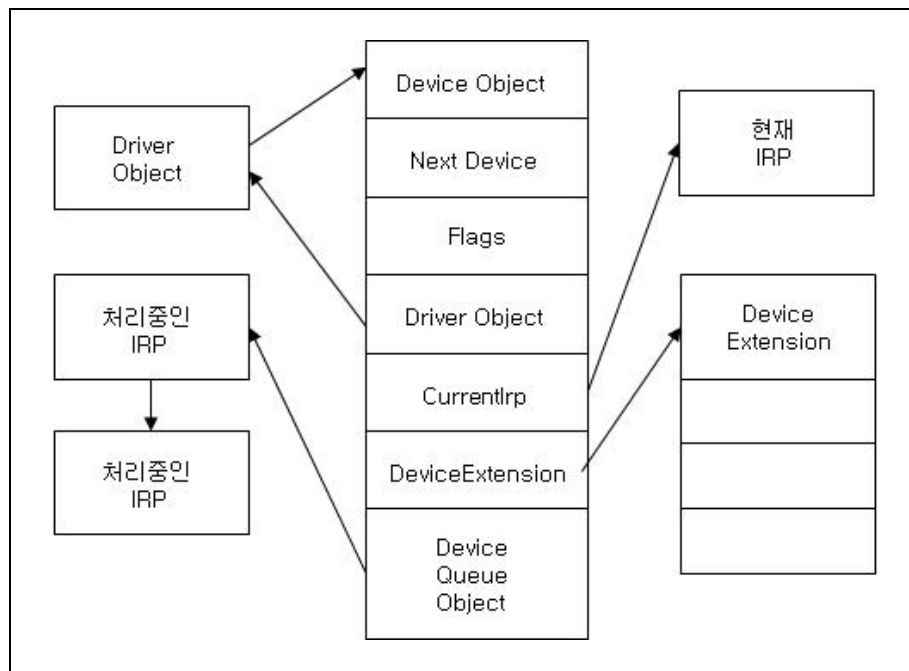 Driver
Object
처리중인
IRP
처리중인
IRP
Device Object
Next Device
Flags
Driver Object
CurrentIrp
DeviceExtension
Device
Queue
Object
현재
IRP
Device
Extension